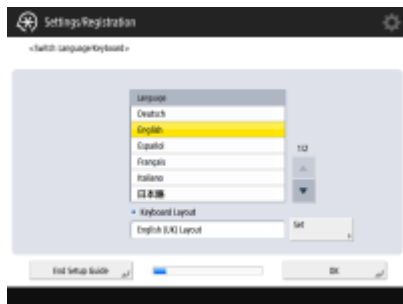 Settings/Registration
<Switch Language/Keyboard>
Language
Deutsch
English
Español
Français
Italiano
日本語
1/2
Keyboard Layout
English (UK) Layout
Set
End Setup Guide
OK